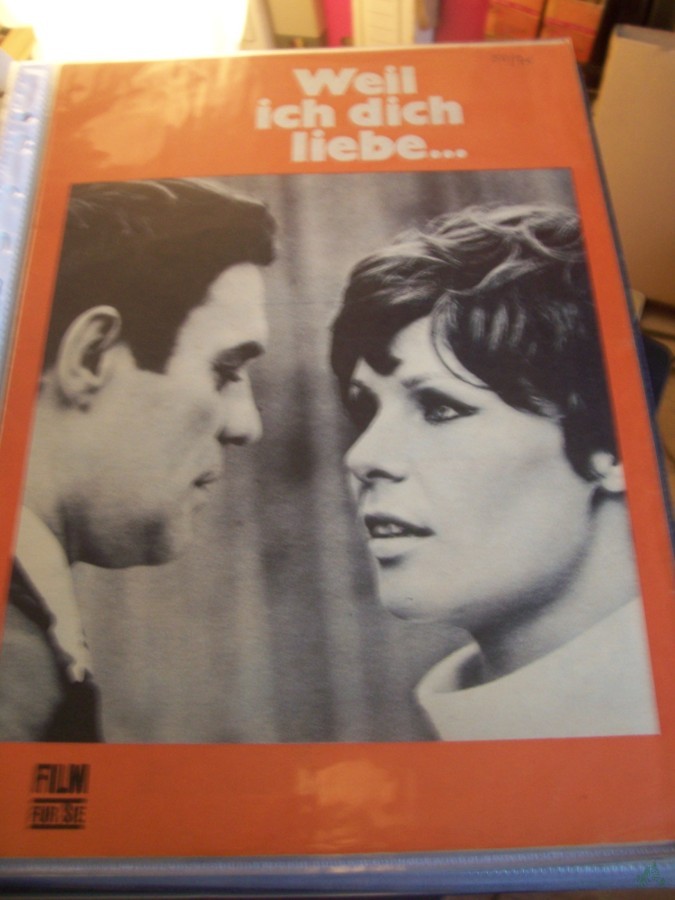 Weil
ich dich
liebe...
FILM
FÜR SIE